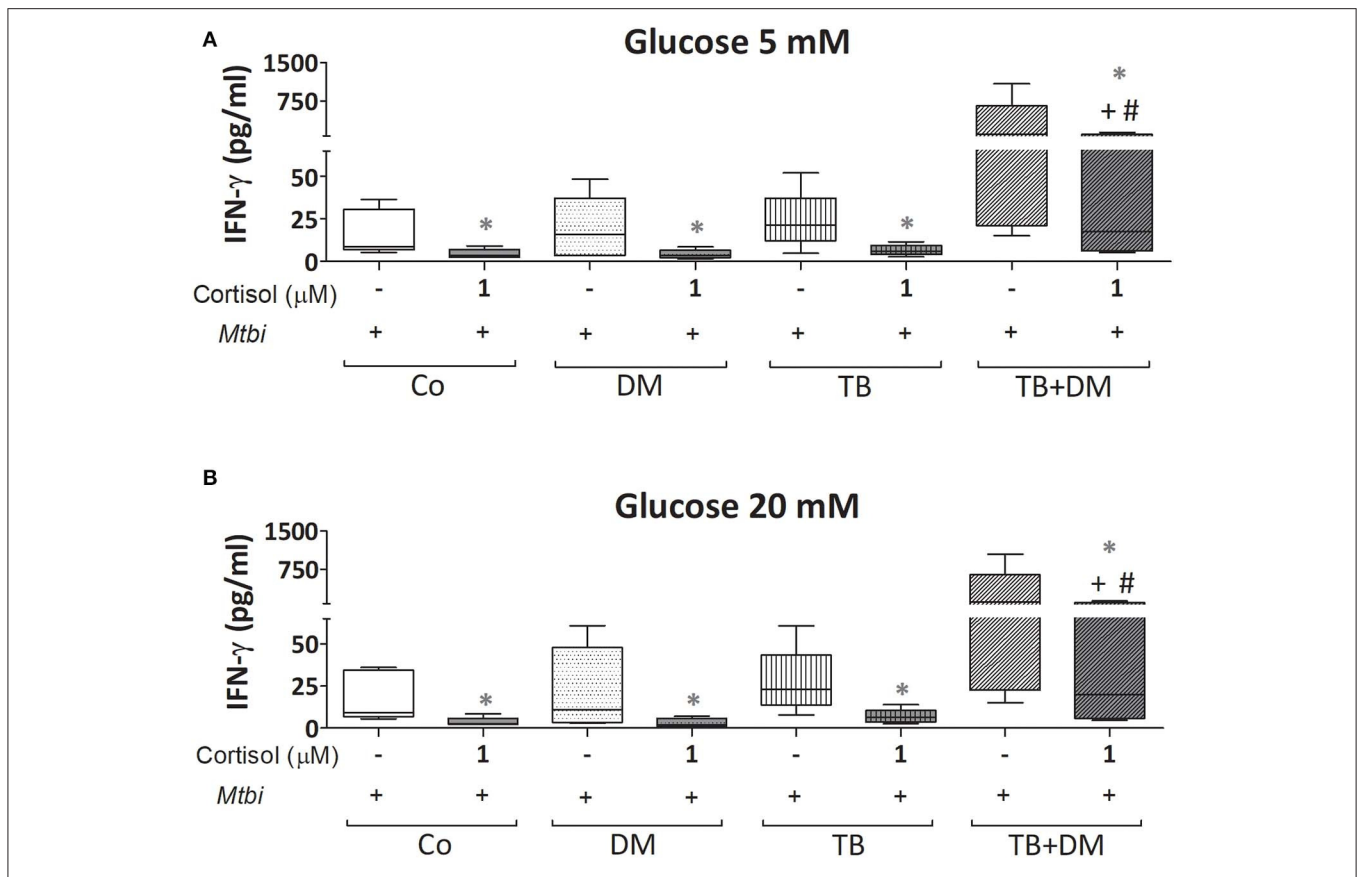 A
Glucose 5 mM
IFN-γ (pg/ml)
1500
750
50
25
0
*
*
*
*
+ #
Cortisol (μM) - 1 - 1 - 1 - 1
Mtbi + + + + + + + +
Co DM TB TB+DM
B
Glucose 20 mM
IFN-γ (pg/ml)
1500
750
50
25
0
*
*
*
*
+ #
Cortisol (μM) - 1 - 1 - 1 - 1
Mtbi + + + + + + + +
Co DM TB TB+DM